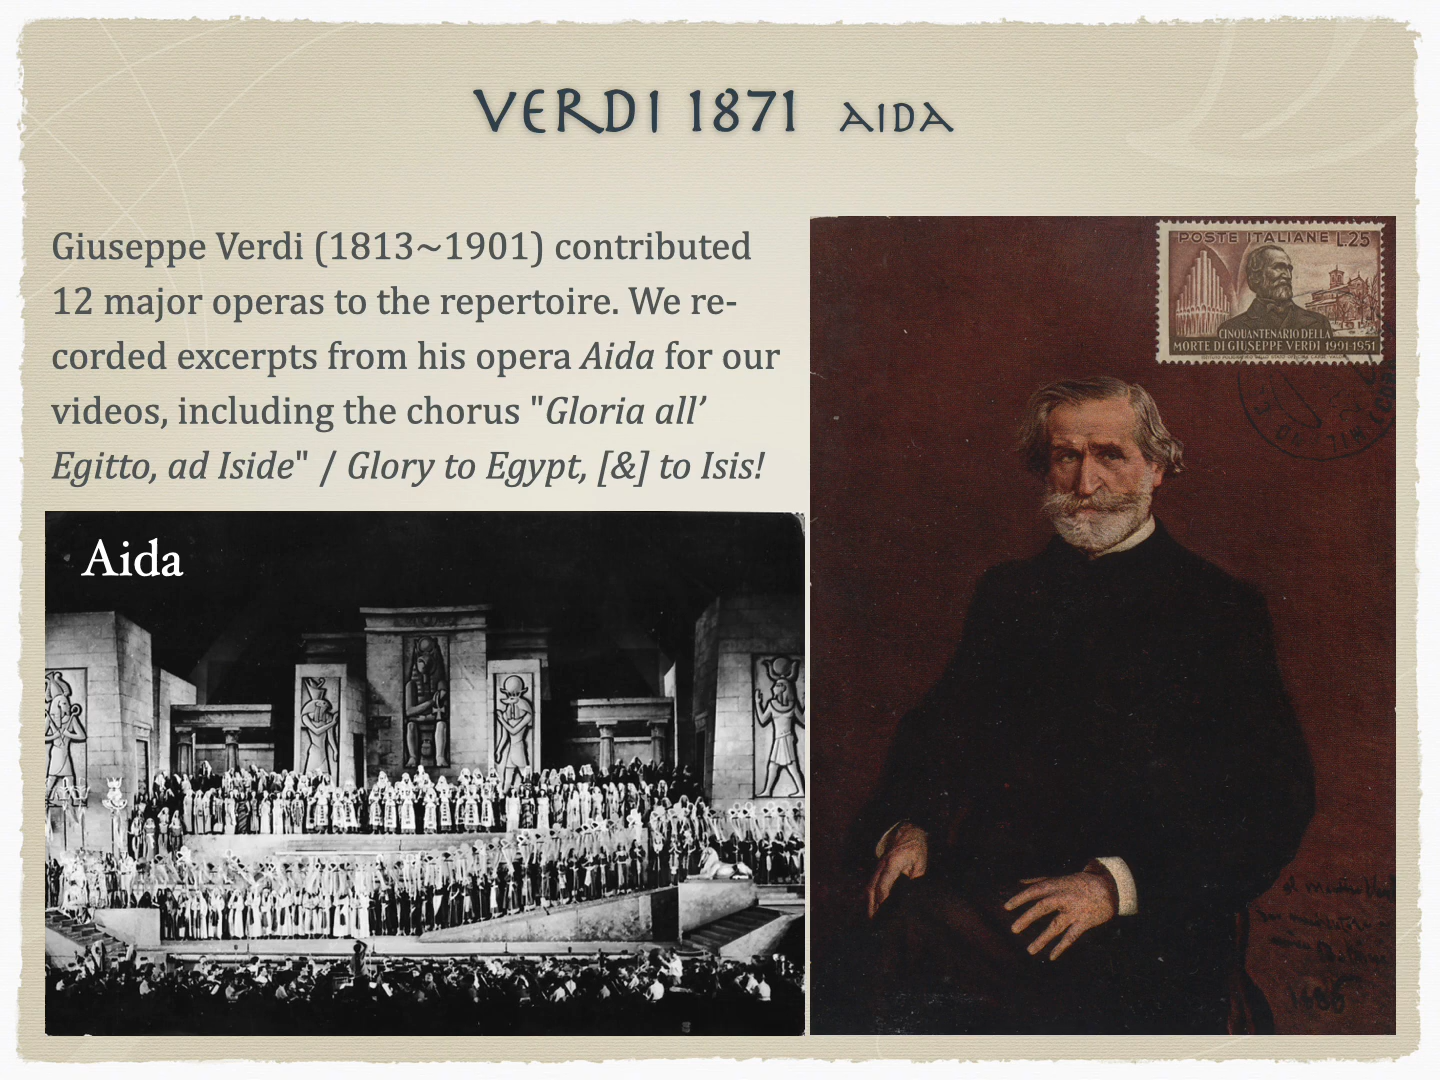 VERDI 1871 AIDA
Giuseppe Verdi (1813~1901) contributed
12 major operas to the repertoire. We re-
corded excerpts from his opera Aida for our
videos, including the chorus "Gloria all’
Egitto, ad Iside" / Glory to Egypt, [&] to Isis!
Aida
POSTE ITALIANE L.25
CINQUANTENARIO DELLA
MORTE DI GIUSEPPE VERDI 1901-1951